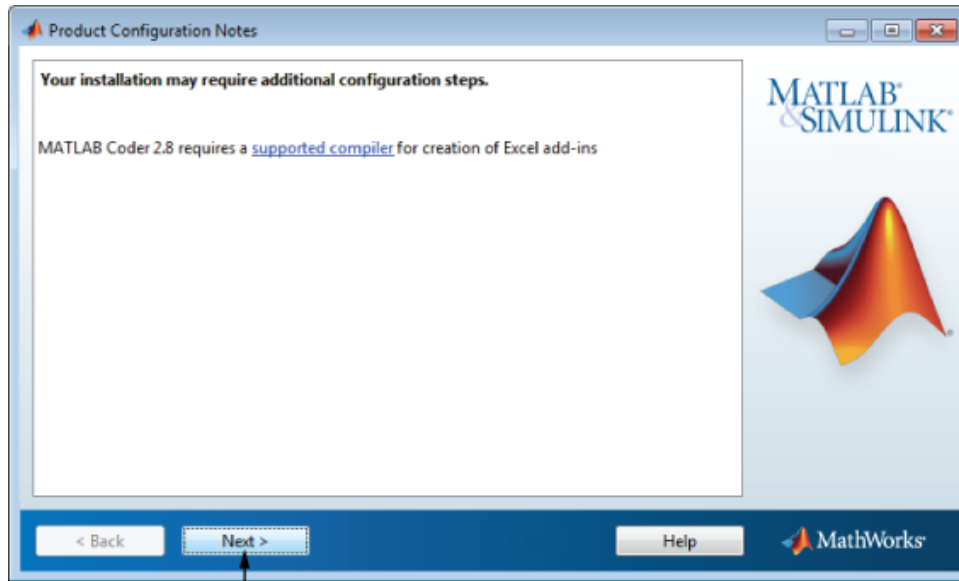 Product Configuration Notes
Your installation may require additional configuration steps.
MATLAB Coder 2.8 requires a supported compiler for creation of Excel add-ins
MATLAB®
&SIMULINK®
®
< Back
Next >
Help
MathWorks®